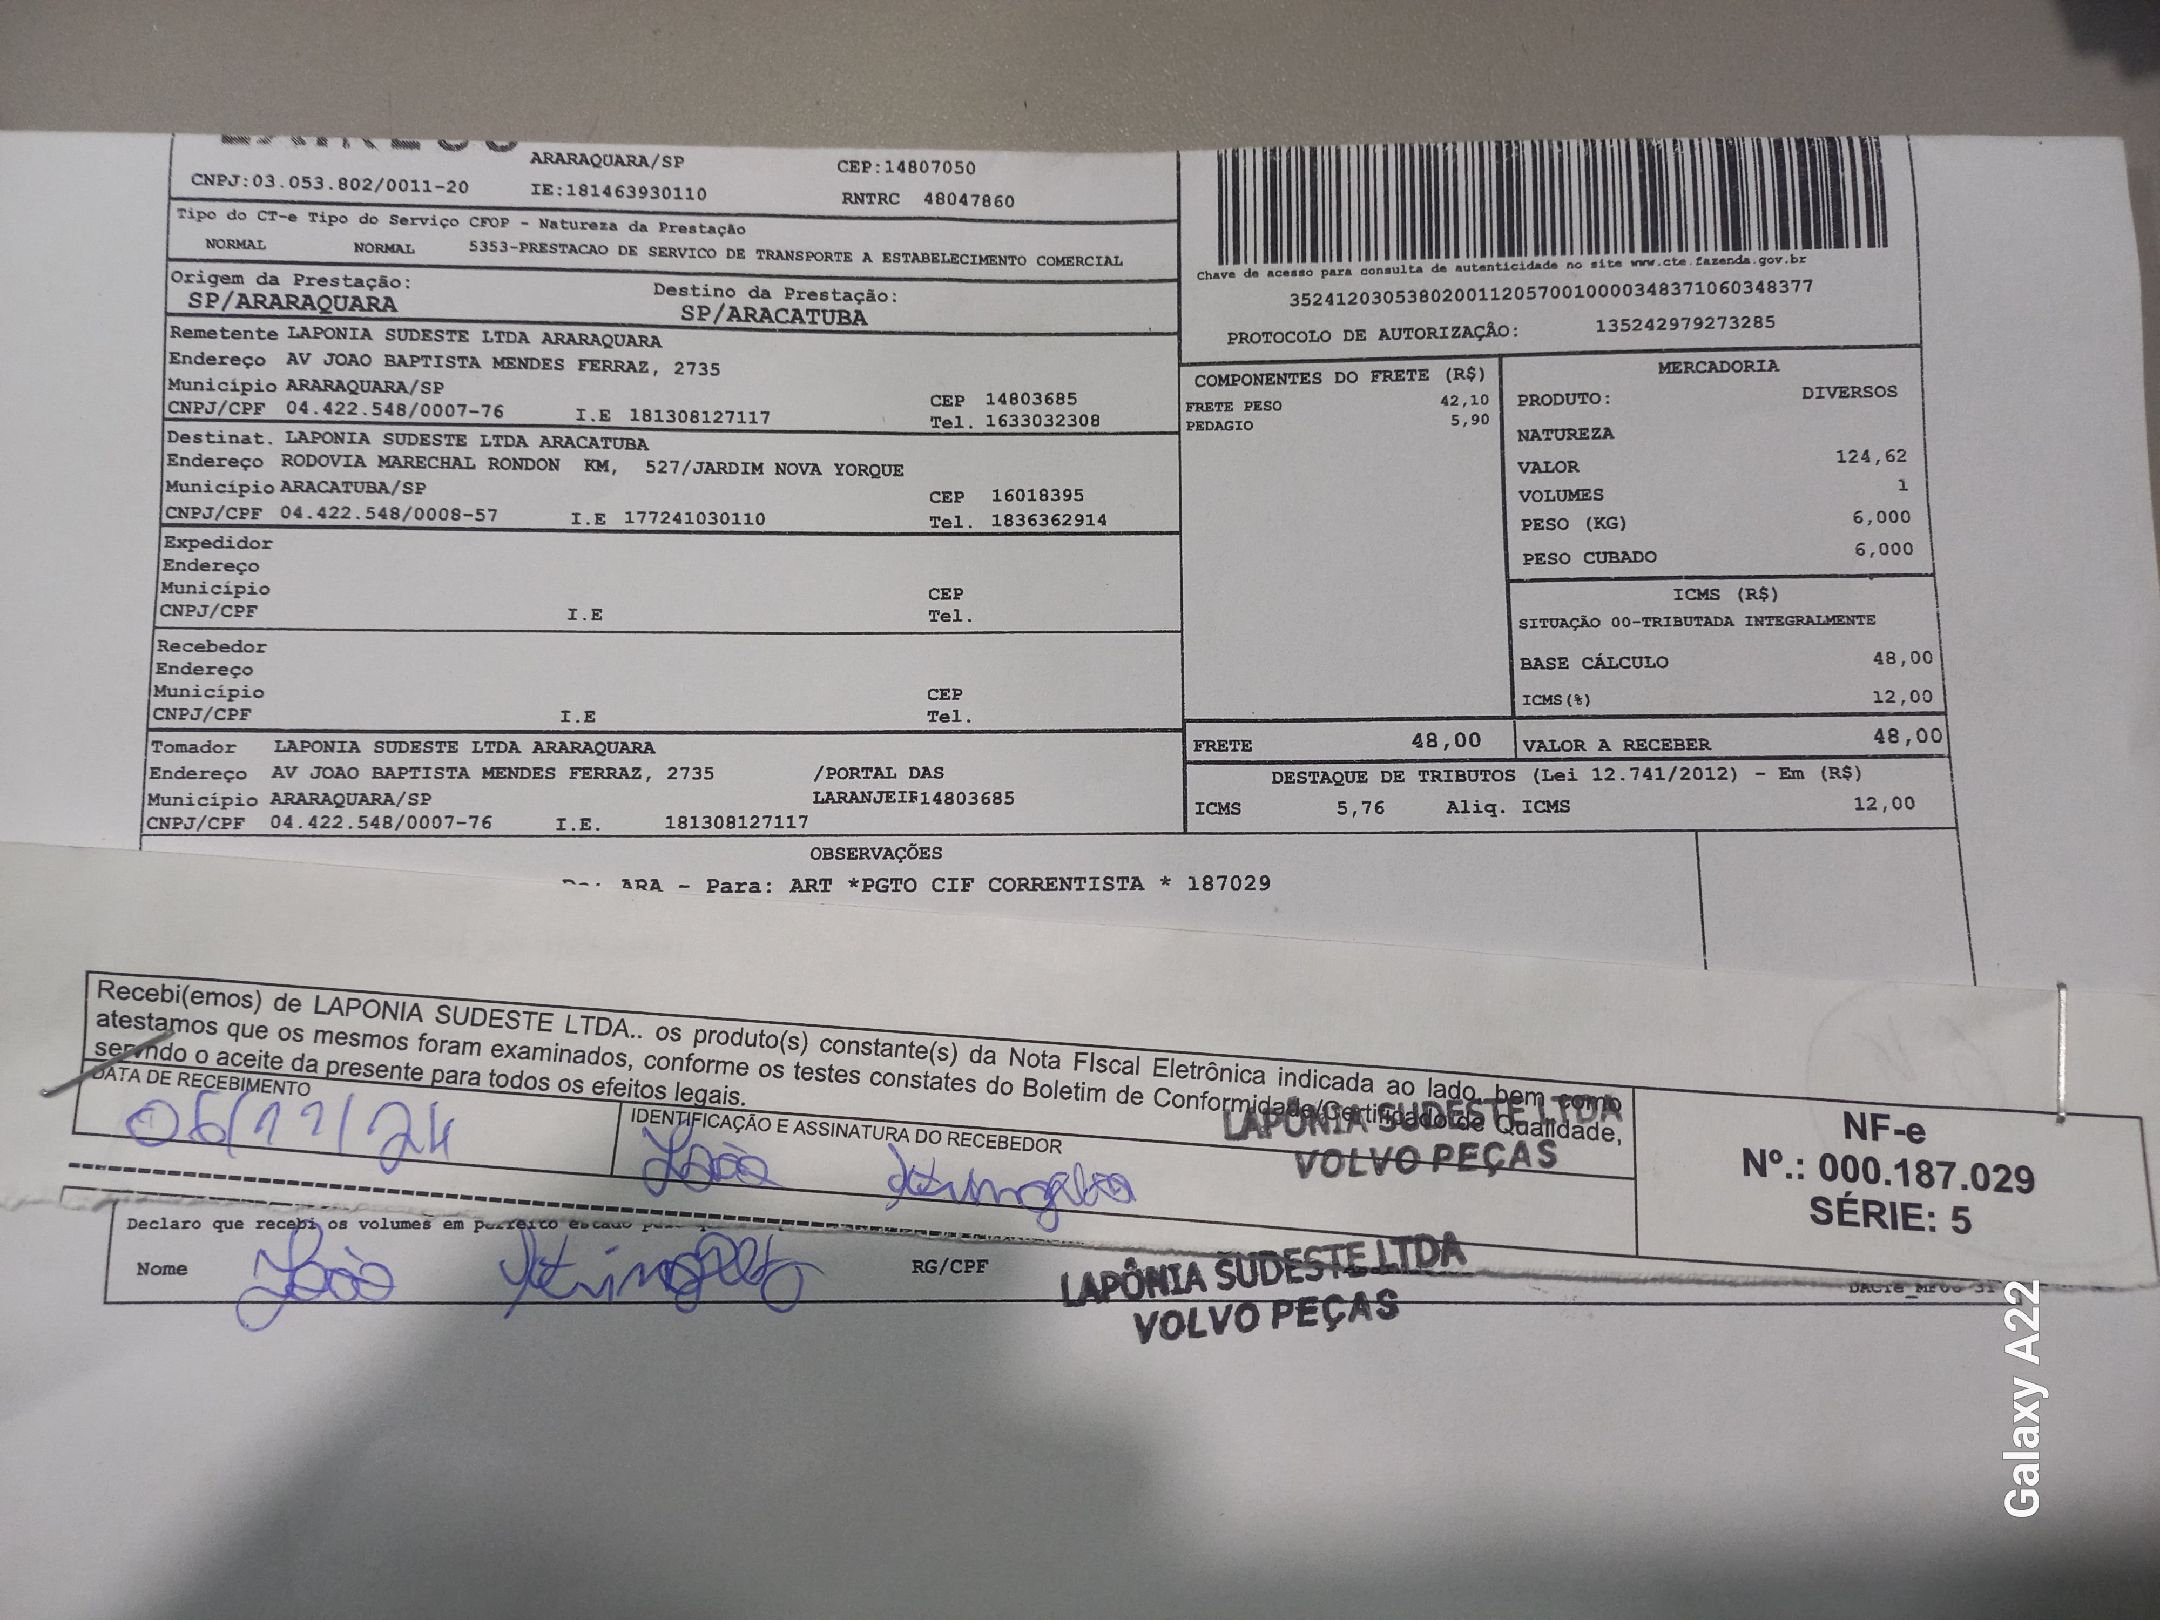 ARARAQUARA/SP CEP:14807050
CNPJ:03.053.802/0011-20 IE:181463930110 RNTRC 48047860
Tipo do CT-e Tipo do Serviço CFOP - Natureza da Prestação
NORMAL NORMAL 5353-PRESTACAO DE SERVICO DE TRANSPORTE A ESTABELECIMENTO COMERCIAL
Origem da Prestação: Destino da Prestação:
SP/ARARAQUARA SP/ARACATUBA
Remetente LAPONIA SUDESTE LTDA ARARAQUARA
Endereço AV JOAO BAPTISTA MENDES FERRAZ, 2735
Município ARARAQUARA/SP CEP 14803685
CNPJ/CPF 04.422.548/0007-76 I.E 181308127117 Tel. 1633032308
Destinat. LAPONIA SUDESTE LTDA ARACATUBA
Endereço RODOVIA MARECHAL RONDON KM, 527/JARDIM NOVA YORQUE
Município ARACATUBA/SP CEP 16018395
CNPJ/CPF 04.422.548/0008-57 I.E 177241030110 Tel. 1836362914
Expedidor
Endereço
Município CEP
CNPJ/CPF I.E Tel.
Recebedor
Endereço
Município CEP
CNPJ/CPF I.E Tel.
Tomador LAPONIA SUDESTE LTDA ARARAQUARA
Endereço AV JOAO BAPTISTA MENDES FERRAZ, 2735 /PORTAL DAS
Município ARARAQUARA/SP LARANJEIR14803685
CNPJ/CPF 04.422.548/0007-76 I.E. 181308127117
Chave de acesso para consulta de autenticidade no site www.cte.fazenda.gov.br
35241203053802001120570010000348371060348377
PROTOCOLO DE AUTORIZAÇÃO: 135242979273285
COMPONENTES DO FRETE (R$)
FRETE PESO 42,10
PEDAGIO 5,90
MERCADORIA
PRODUTO: DIVERSOS
NATUREZA
VALOR 124,62
VOLUMES 1
PESO (KG) 6,000
PESO CUBADO 6,000
ICMS (R$)
SITUAÇÃO 00-TRIBUTADA INTEGRALMENTE
BASE CÁLCULO 48,00
ICMS(%) 12,00
FRETE 48,00 VALOR A RECEBER 48,00
DESTAQUE DE TRIBUTOS (Lei 12.741/2012) - Em (R$)
ICMS 5,76 Aliq. ICMS 12,00
OBSERVAÇÕES
ARA - Para: ART *PGTO CIF CORRENTISTA * 187029
Recebi(emos) de LAPONIA SUDESTE LTDA.. os produto(s) constante(s) da Nota FIscal Eletrônica indicada ao lado, bem como
atestamos que os mesmos foram examinados, conforme os testes constates do Boletim de Conformidade/Certificado de Qualidade,
servindo o aceite da presente para todos os efeitos legais.
DATA DE RECEBIMENTO
IDENTIFICAÇÃO E ASSINATURA DO RECEBEDOR
João
LAPÔNIA SUDESTE LTDA
VOLVO PEÇAS
NF-e
Nº.: 000.187.029
SÉRIE: 5
Declaro que recebi os volumes em perfeito estado
Nome João RG/CPF
LAPÔNIA SUDESTE LTDA
VOLVO PEÇAS
Galaxy A22